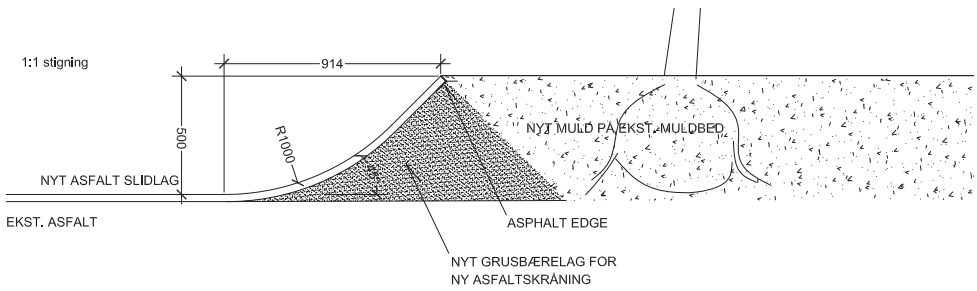 914
1:1 stigning
500
R1000
NYT MULD PÅ EKST. MULDBED
NYT ASFALT SLIDLAG
EKST. ASFALT
ASPHALT EDGE
NYT GRUSBÆRELAG FOR
NY ASFALTSKRÅNING